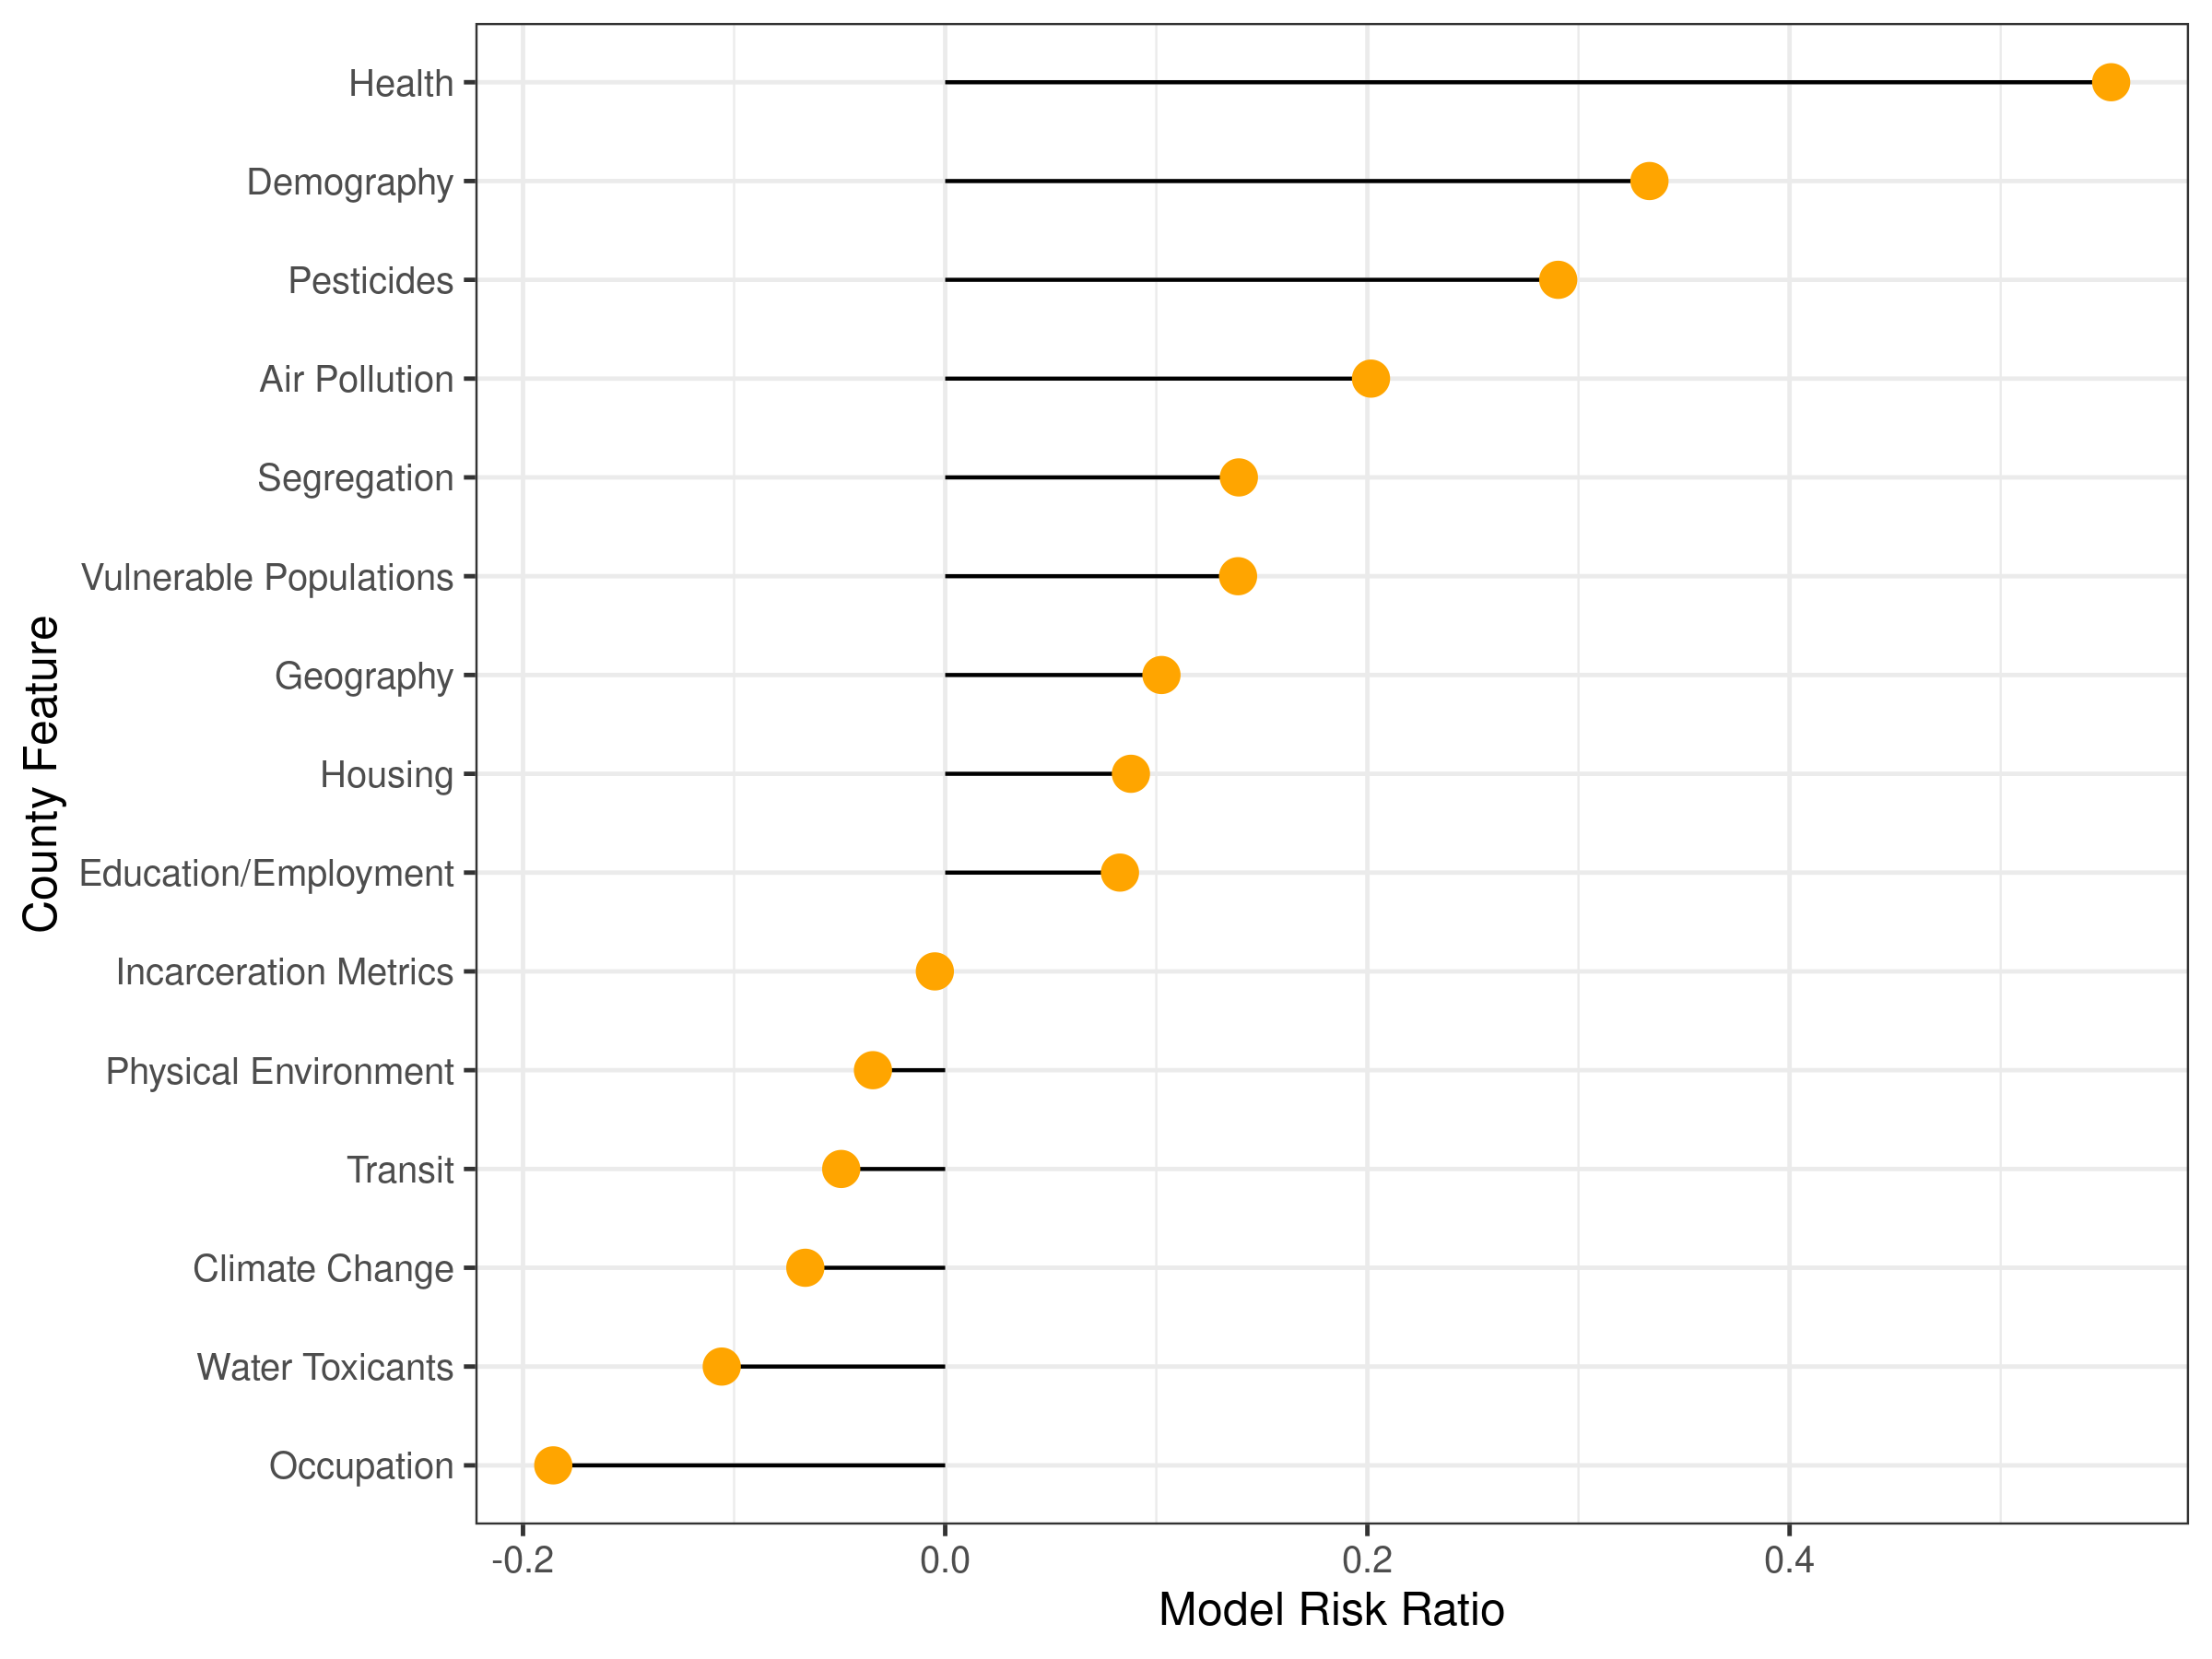 Health
Demography
Pesticides
Air Pollution
Segregation
Vulnerable Populations
Geography
Housing
Education/Employment
Incarceration Metrics
Physical Environment
Transit
Climate Change
Water Toxicants
Occupation
County Feature
-0.2 0.0 0.2 0.4
Model Risk Ratio